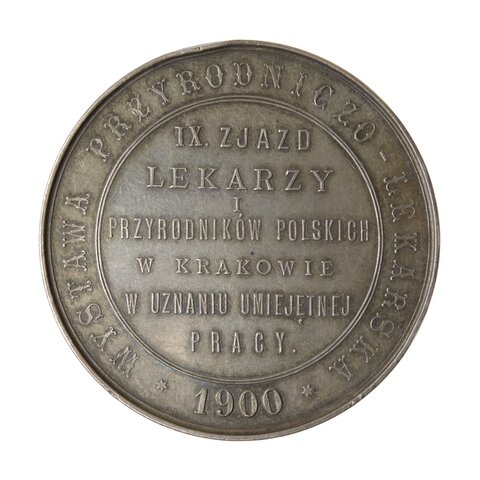 WYSTAWA PRZYRODNICZO-LEKARSKA
IX. ZJAZD
LEKARZY
I
PRZYRODNIKÓW POLSKICH
W KRAKOWIE
W UZNANIU UMIEJĘTNEJ
PRACY.
* 1900 *